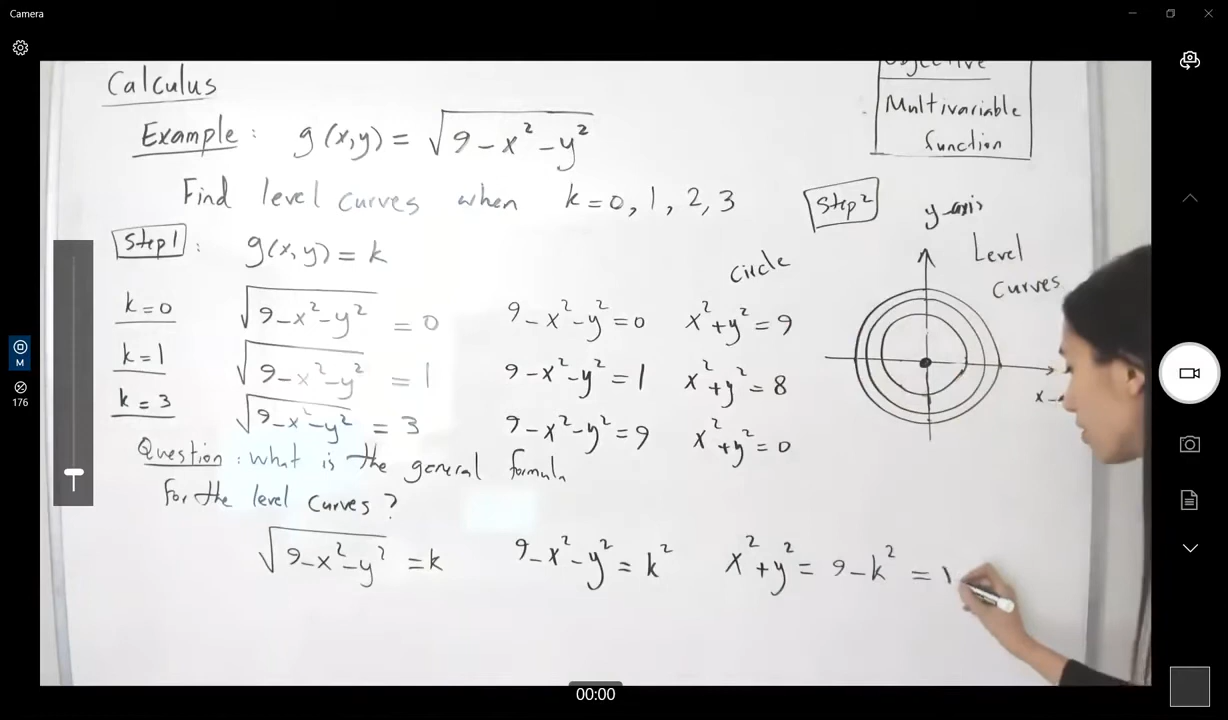 Camera
Calculus
Objective
Multivariable
function
Example: g(x,y) = √(9-x²-y²)
Find level curves when k=0, 1, 2, 3
Step 2
y-axis
Level
Curves
x-
Step 1: g(x,y) = k
circle
k=0 √(9-x²-y²) = 0 9-x²-y²=0 x²+y²=9
k=1 √(9-x²-y²) = 1 9-x²-y²=1 x²+y²=8
k=3 √(9-x²-y²) = 3 9-x²-y²=9 x²+y²=0
Question: What is the general formula
for the level curves?
√(9-x²-y²) = k 9-x²-y² = k² x²+y² = 9-k² =
M
176
00:00